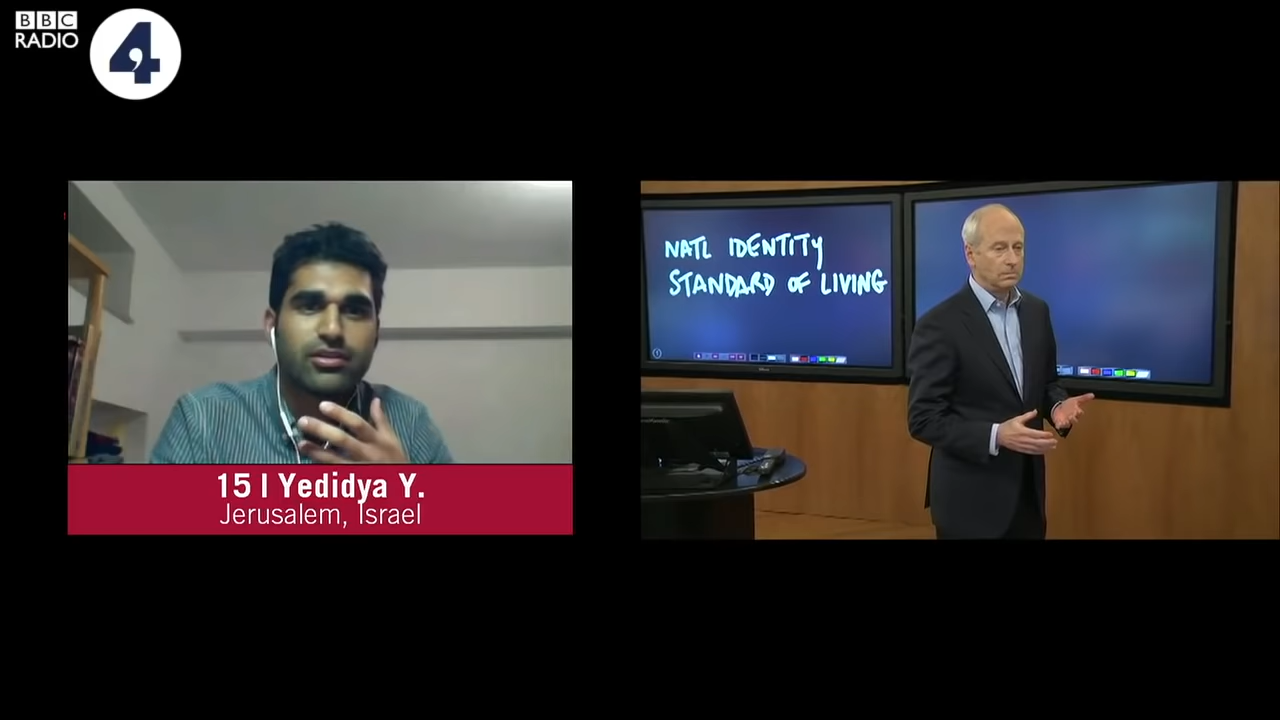 BBC
RADIO
4
15 | Yedidya Y.
Jerusalem, Israel
NATL IDENTITY
STANDARD OF LIVING